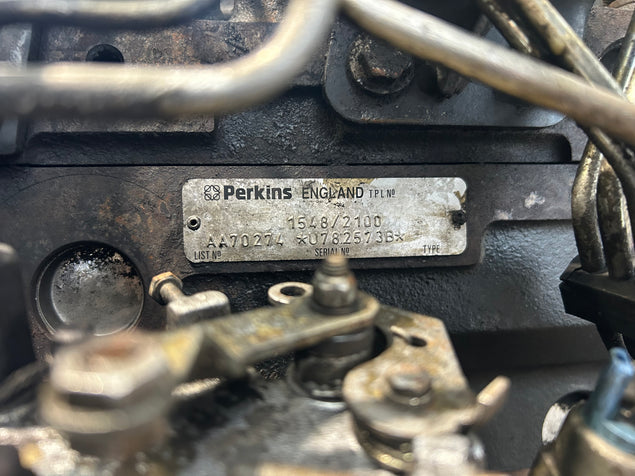 Perkins ENGLAND TPL Nº
1548/2100
AA70274 *U782573B*
LIST Nº SERIAL Nº TYPE